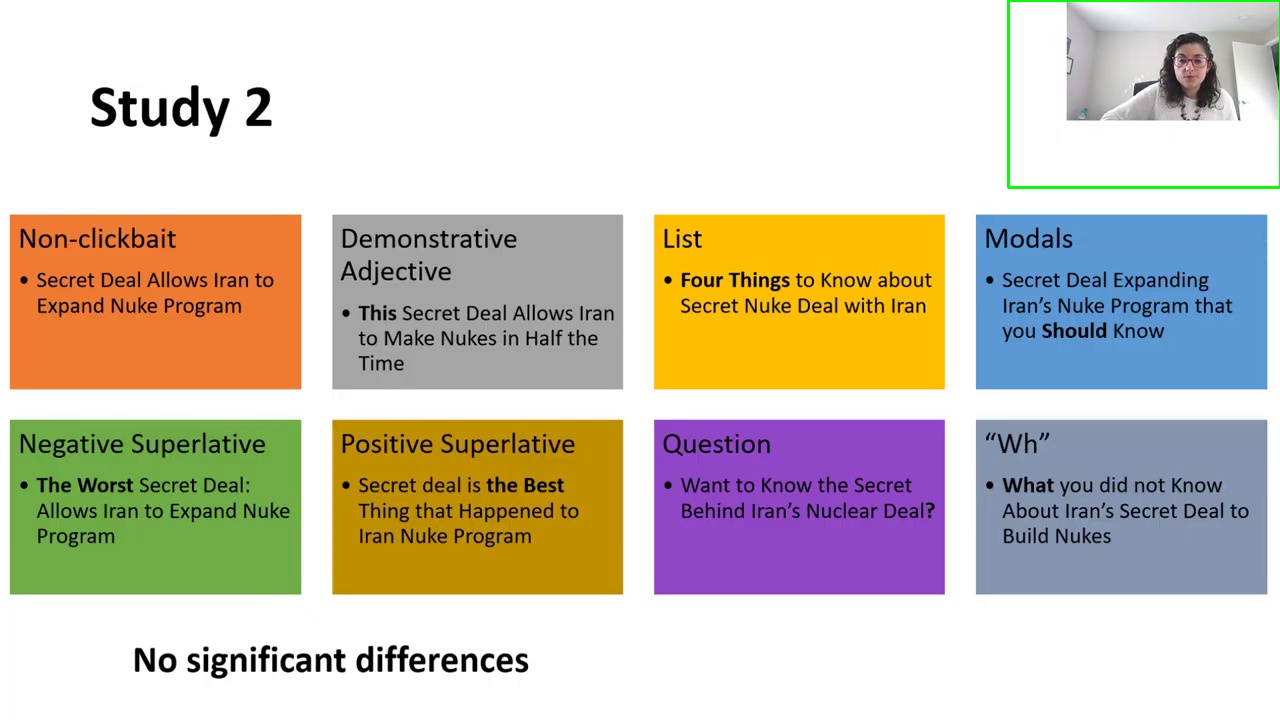 Study 2
Non-clickbait
• Secret Deal Allows Iran to
Expand Nuke Program
Demonstrative
Adjective
• This Secret Deal Allows Iran
to Make Nukes in Half the
Time
List
• Four Things to Know about
Secret Nuke Deal with Iran
Modals
• Secret Deal Expanding
Iran’s Nuke Program that
you Should Know
Negative Superlative
• The Worst Secret Deal:
Allows Iran to Expand Nuke
Program
Positive Superlative
• Secret deal is the Best
Thing that Happened to
Iran Nuke Program
Question
• Want to Know the Secret
Behind Iran’s Nuclear Deal?
“Wh”
• What you did not Know
About Iran’s Secret Deal to
Build Nukes
No significant differences